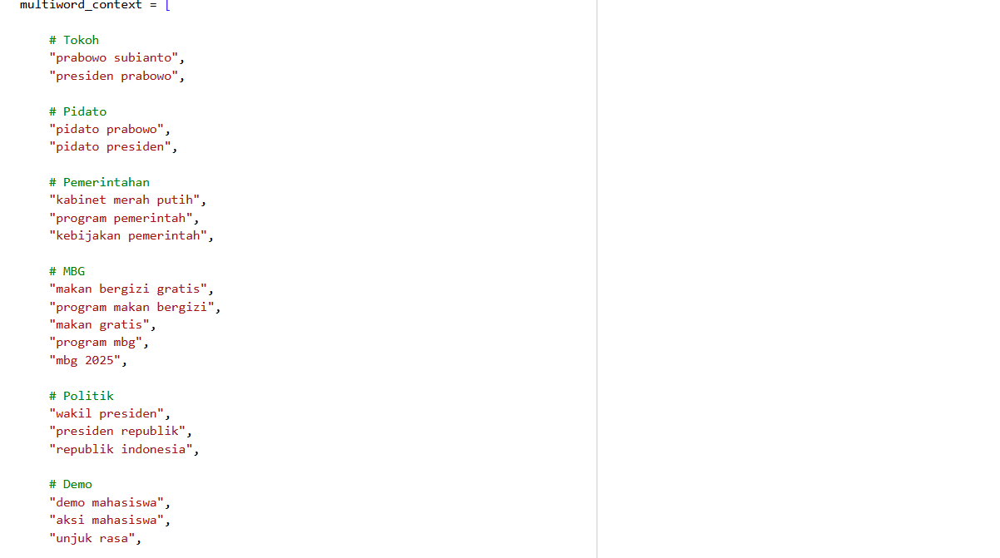 multiword_context = [
# Tokoh
"prabowo subianto",
"presiden prabowo",
# Pidato
"pidato prabowo",
"pidato presiden",
# Pemerintahan
"kabinet merah putih",
"program pemerintah",
"kebijakan pemerintah",
# MBG
"makan bergizi gratis",
"program makan bergizi",
"makan gratis",
"program mbg",
"mbg 2025",
# Politik
"wakil presiden",
"presiden republik",
"republik indonesia",
# Demo
"demo mahasiswa",
"aksi mahasiswa",
"unjuk rasa",